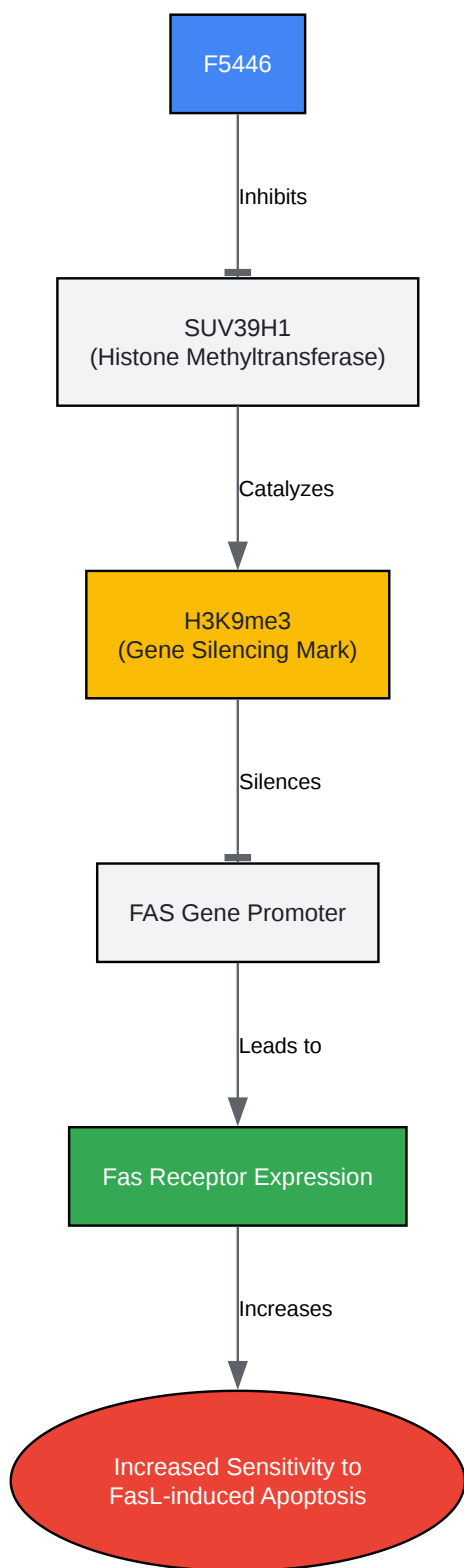 F5446
Inhibits
SUV39H1
(Histone Methyltransferase)
Catalyzes
H3K9me3
(Gene Silencing Mark)
Silences
FAS Gene Promoter
Leads to
Fas Receptor Expression
Increases
Increased Sensitivity to
FasL-induced Apoptosis